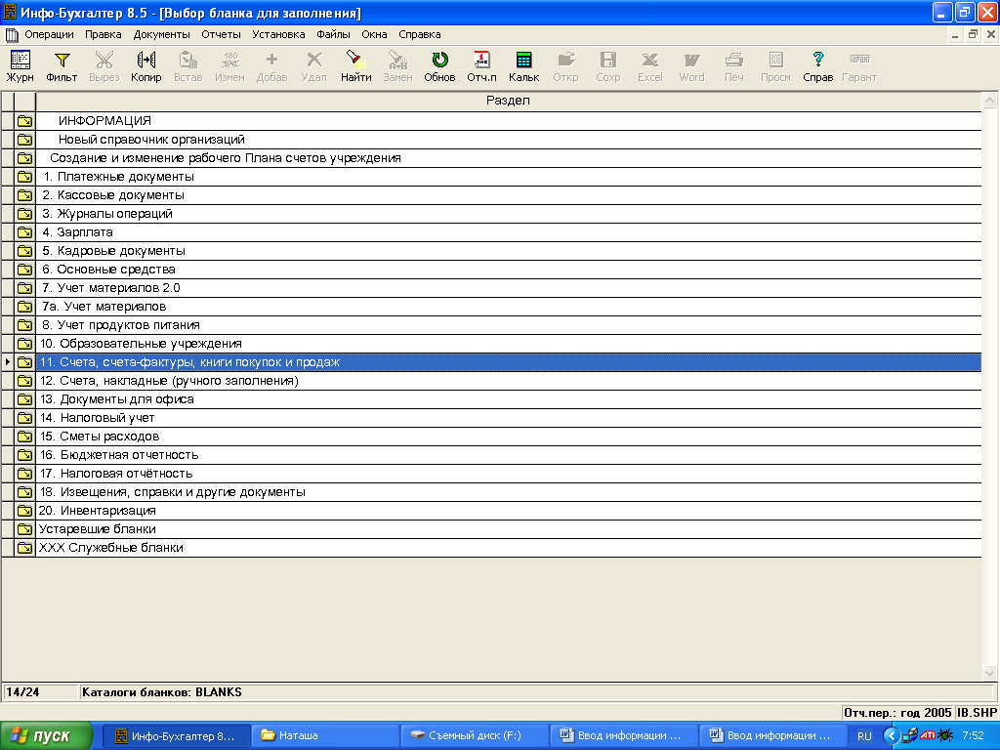 Инфо-Бухгалтер 8.5 - [Выбор бланка для заполнения]
Операции Правка Документы Отчеты Установка Файлы Окна Справка
Журн Фильт Вырез Копир Встав Измен Добав Удал Найти Замен Обнов Отч.п Кальк Откр Сохр Excel Word Печ Просм Справ Гарант
Раздел
ИНФОРМАЦИЯ
Новый справочник организаций
Создание и изменение рабочего Плана счетов учреждения
1. Платежные документы
2. Кассовые документы
3. Журналы операций
4. Зарплата
5. Кадровые документы
6. Основные средства
7. Учет материалов 2.0
7а. Учет материалов
8. Учет продуктов питания
10. Образовательные учреждения
11. Счета, счета-фактуры, книги покупок и продаж
12. Счета, накладные (ручного заполнения)
13. Документы для офиса
14. Налоговый учет
15. Сметы расходов
16. Бюджетная отчетность
17. Налоговая отчётность
18. Извещения, справки и другие документы
20. Инвентаризация
Устаревшие бланки
XXX Служебные бланки
14/24 Каталоги бланков: BLANKS
Отч.пер.: год 2005 IB.SHP
пуск Инфо-Бухгалтер 8... Наташа Съемный диск (F:) Ввод информации ... Ввод информации ... RU 7:52